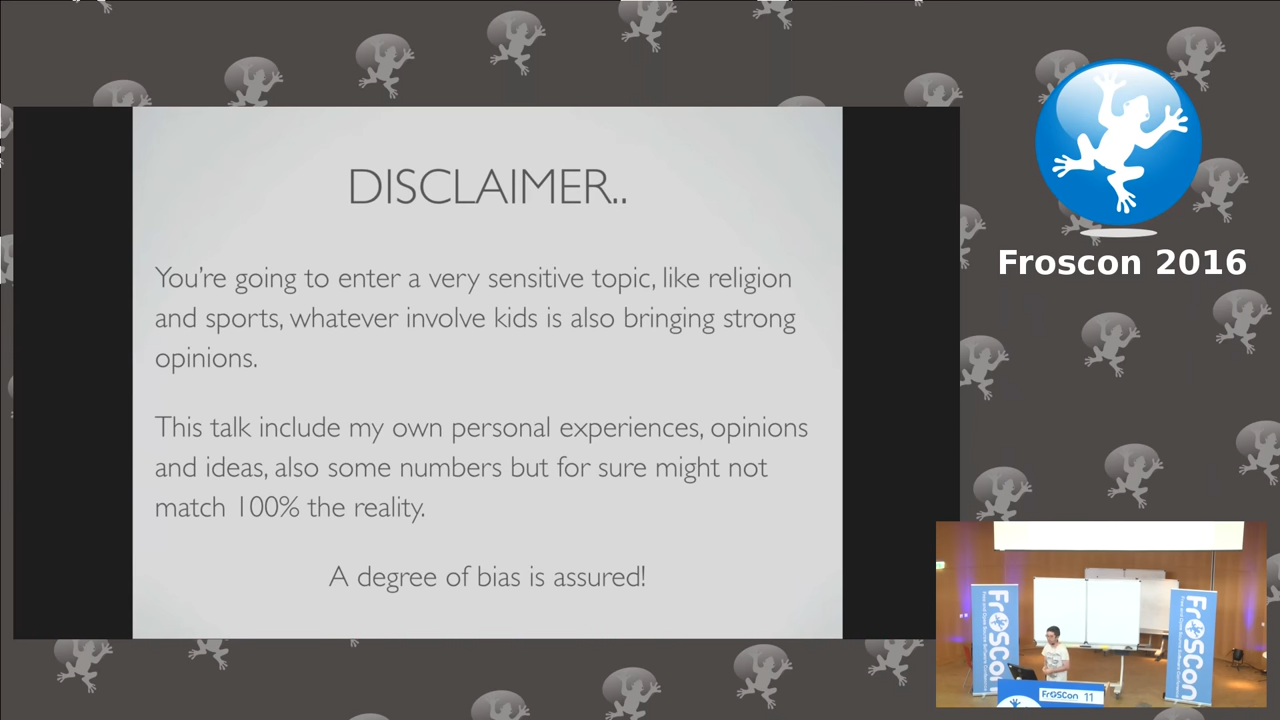 DISCLAIMER..
You're going to enter a very sensitive topic, like religion
and sports, whatever involve kids is also bringing strong
opinions.
This talk include my own personal experiences, opinions
and ideas, also some numbers but for sure might not
match 100% the reality.
A degree of bias is assured!
Froscon 2016
FrOSCon
FrOSCon
FrOSCon 11